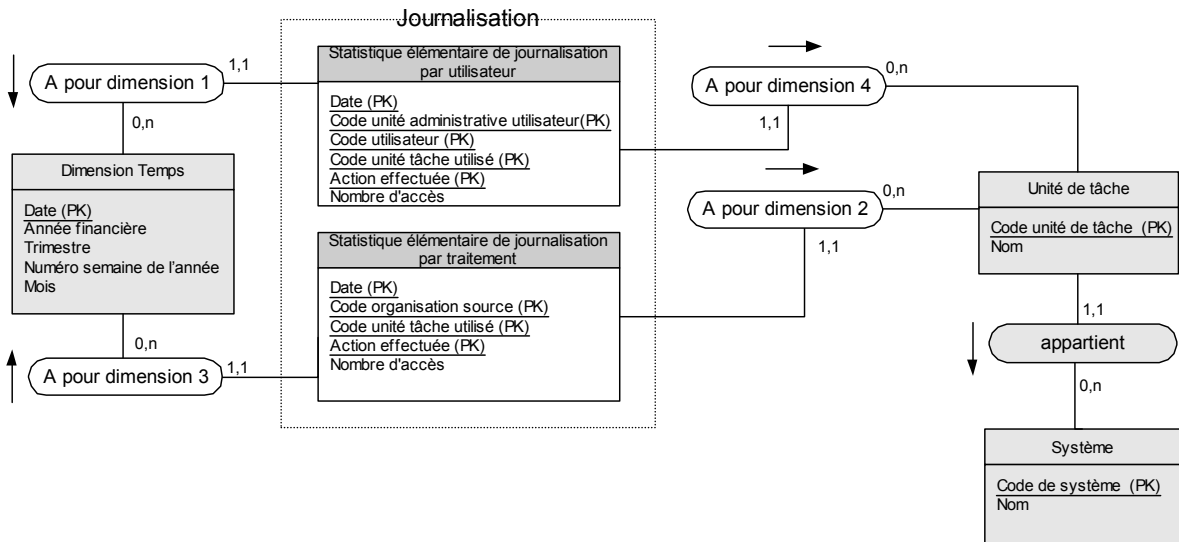 Journalisation
A pour dimension 1
1,1
0,n
Dimension Temps
Date (PK)
Année financière
Trimestre
Numéro semaine de l'année
Mois
0,n
A pour dimension 3
1,1
Statistique élémentaire de journalisation
par utilisateur
Date (PK)
Code unité administrative utilisateur(PK)
Code utilisateur (PK)
Code unité tâche utilisé (PK)
Action effectuée (PK)
Nombre d'accès
Statistique élémentaire de journalisation
par traitement
Date (PK)
Code organisation source (PK)
Code unité tâche utilisé (PK)
Action effectuée (PK)
Nombre d'accès
A pour dimension 4
0,n
1,1
A pour dimension 2
0,n
1,1
Unité de tâche
Code unité de tâche (PK)
Nom
1,1
appartient
0,n
Système
Code de système (PK)
Nom